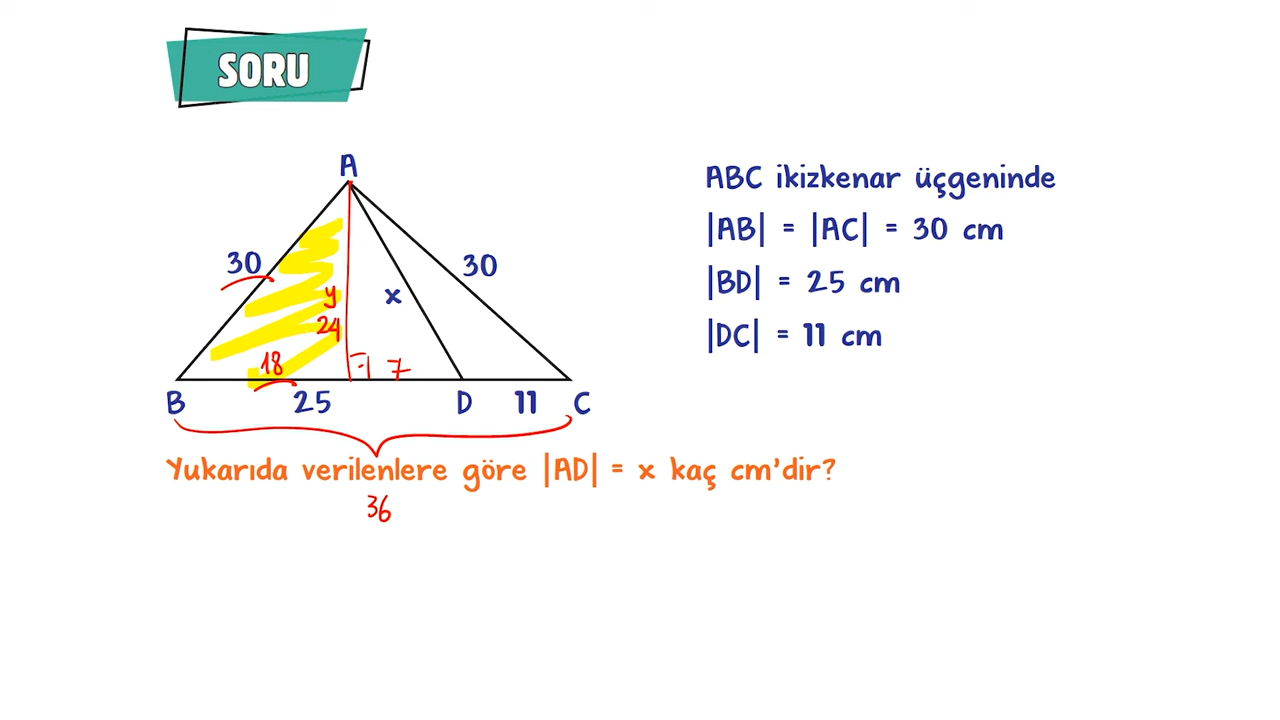 SORU
A
ABC ikizkenar üçgeninde
|AB| = |AC| = 30 cm
|BD| = 25 cm
|DC| = 11 cm
30
30
y
x
24
18
7
B
25
D
11
C
Yukarıda verilenlere göre |AD| = x kaç cm'dir?
36